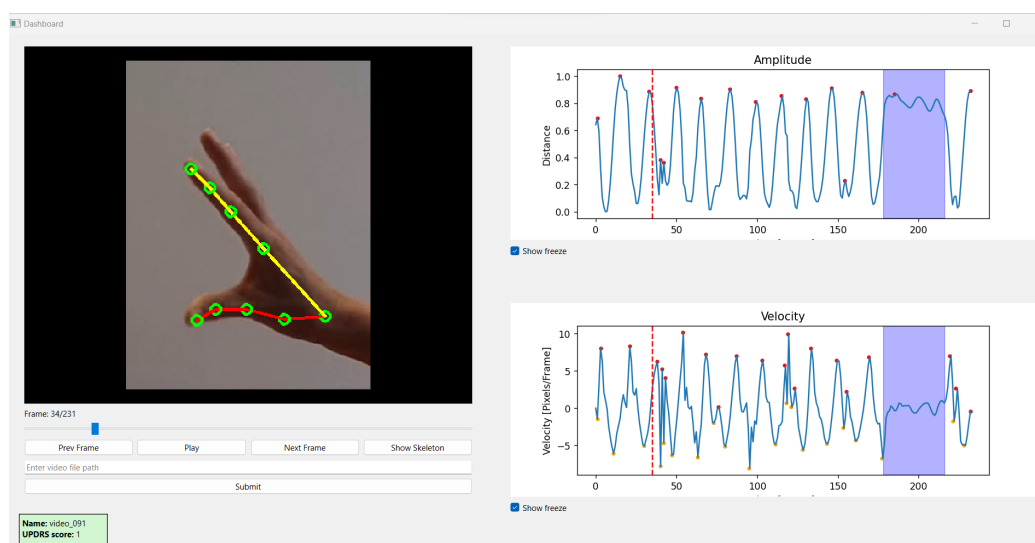 Dashboard
Amplitude
1.0
0.8
0.6
0.4
0.2
0.0
Distance
0 50 100 150 200
Show freeze
Velocity
10
5
0
−5
Velocity [Pixels/Frame]
0 50 100 150 200
Show freeze
Frame: 34/231
Prev Frame Play Next Frame Show Skeleton
Enter video file path
Submit
Name: video_091
UPDRS score: 1